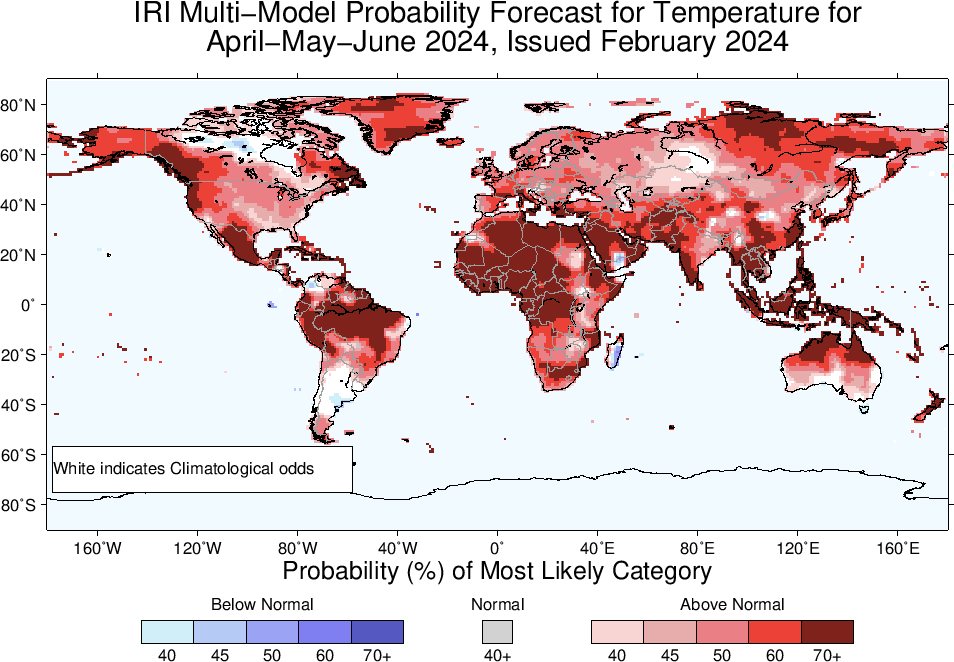 IRI Multi−Model Probability Forecast for Temperature for
April−May−June 2024, Issued February 2024
80˚N
60˚N
40˚N
20˚N
0˚
20˚S
40˚S
60˚S
80˚S
White indicates Climatological odds
160˚W 120˚W 80˚W 40˚W 0˚ 40˚E 80˚E 120˚E 160˚E
Probability (%) of Most Likely Category
Below Normal Normal Above Normal
40 45 50 60 70+ 40+ 40 45 50 60 70+